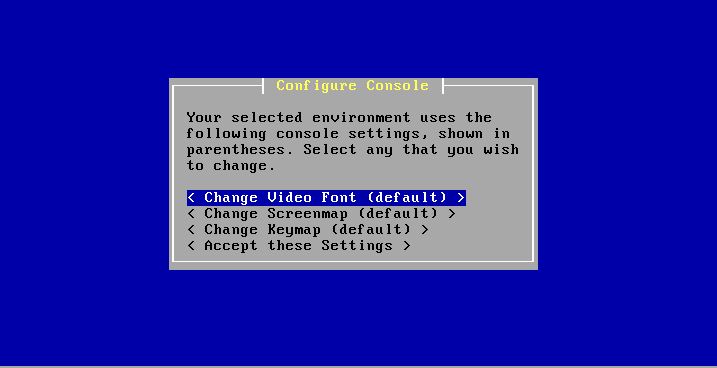 Configure Console
Your selected environment uses the
following console settings, shown in
parentheses. Select any that you wish
to change.
< Change Video Font (default) >
< Change Screenmap (default) >
< Change Keymap (default) >
< Accept these Settings >